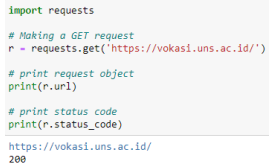 import requests
# Making a GET request
r = requests.get('https://vokasi.uns.ac.id/')
# print request object
print(r.url)
# print status code
print(r.status_code)
https://vokasi.uns.ac.id/
200